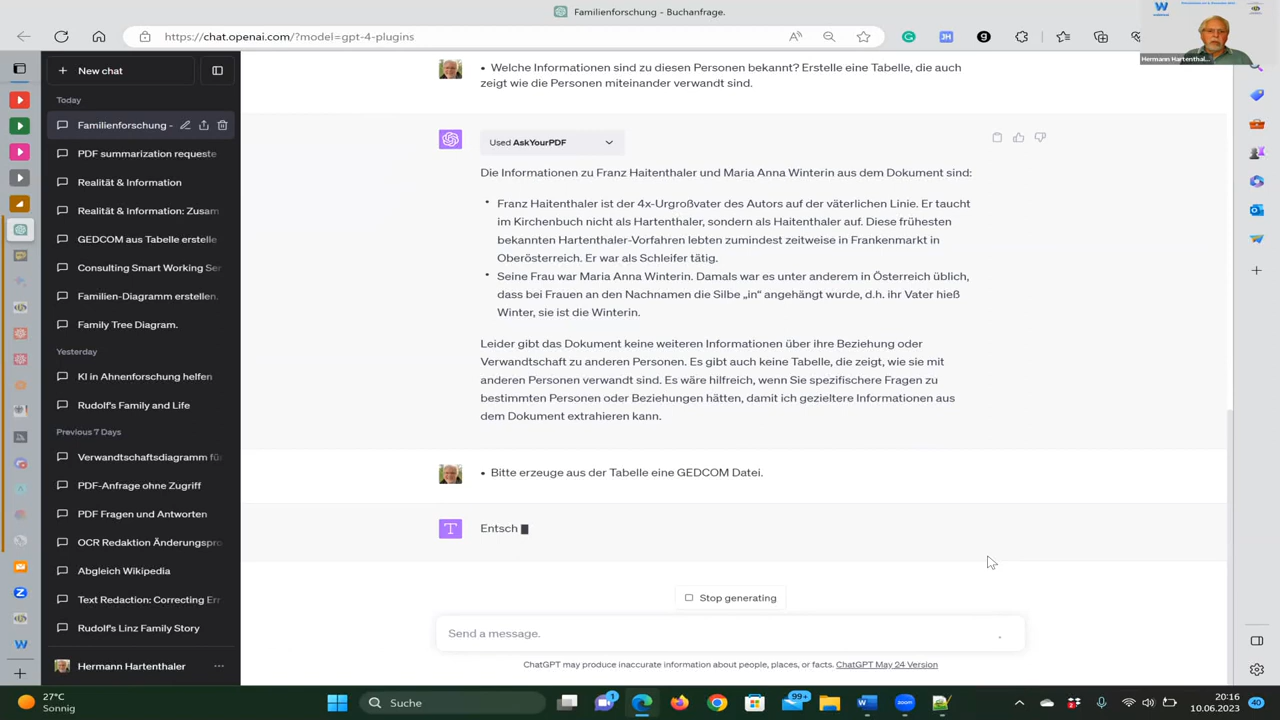 Familienforschung - Buchanfrage.
https://chat.openai.com/?model=gpt-4-plugins
Hermann Hartenthal...
New chat
Today
Familienforschung -
PDF summarization requeste
Realität & Information
Realität & Information: Zusam
GEDCOM aus Tabelle erstelle
Consulting Smart Working Ser
Familien-Diagramm erstellen.
Family Tree Diagram.
Yesterday
KI in Ahnenforschung helfen
Rudolf's Family and Life
Previous 7 Days
Verwandtschaftsdiagramm fü
PDF-Anfrage ohne Zugriff
PDF Fragen und Antworten
OCR Redaktion Änderungspro
Abgleich Wikipedia
Text Redaction: Correcting Err
Rudolf's Linz Family Story
Hermann Hartenthaler
• Welche Informationen sind zu diesen Personen bekannt? Erstelle eine Tabelle, die auch
zeigt wie die Personen miteinander verwandt sind.
Used AskYourPDF
Die Informationen zu Franz Haitenthaler und Maria Anna Winterin aus dem Dokument sind:
• Franz Haitenthaler ist der 4x-Urgroßvater des Autors auf der väterlichen Linie. Er taucht
im Kirchenbuch nicht als Hartenthaler, sondern als Haitenthaler auf. Diese frühesten
bekannten Hartenthaler-Vorfahren lebten zumindest zeitweise in Frankenmarkt in
Oberösterreich. Er war als Schleifer tätig.
• Seine Frau war Maria Anna Winterin. Damals war es unter anderem in Österreich üblich,
dass bei Frauen an den Nachnamen die Silbe „in“ angehängt wurde, d.h. ihr Vater hieß
Winter, sie ist die Winterin.
Leider gibt das Dokument keine weiteren Informationen über ihre Beziehung oder
Verwandtschaft zu anderen Personen. Es gibt auch keine Tabelle, die zeigt, wie sie mit
anderen Personen verwandt sind. Es wäre hilfreich, wenn Sie spezifischere Fragen zu
bestimmten Personen oder Beziehungen hätten, damit ich gezieltere Informationen aus
dem Dokument extrahieren kann.
• Bitte erzeuge aus der Tabelle eine GEDCOM Datei.
Entsch
Stop generating
Send a message.
ChatGPT may produce inaccurate information about people, places, or facts. ChatGPT May 24 Version
27°C
Sonnig
Suche
1
99+
zoom
20:16
10.06.2023
40